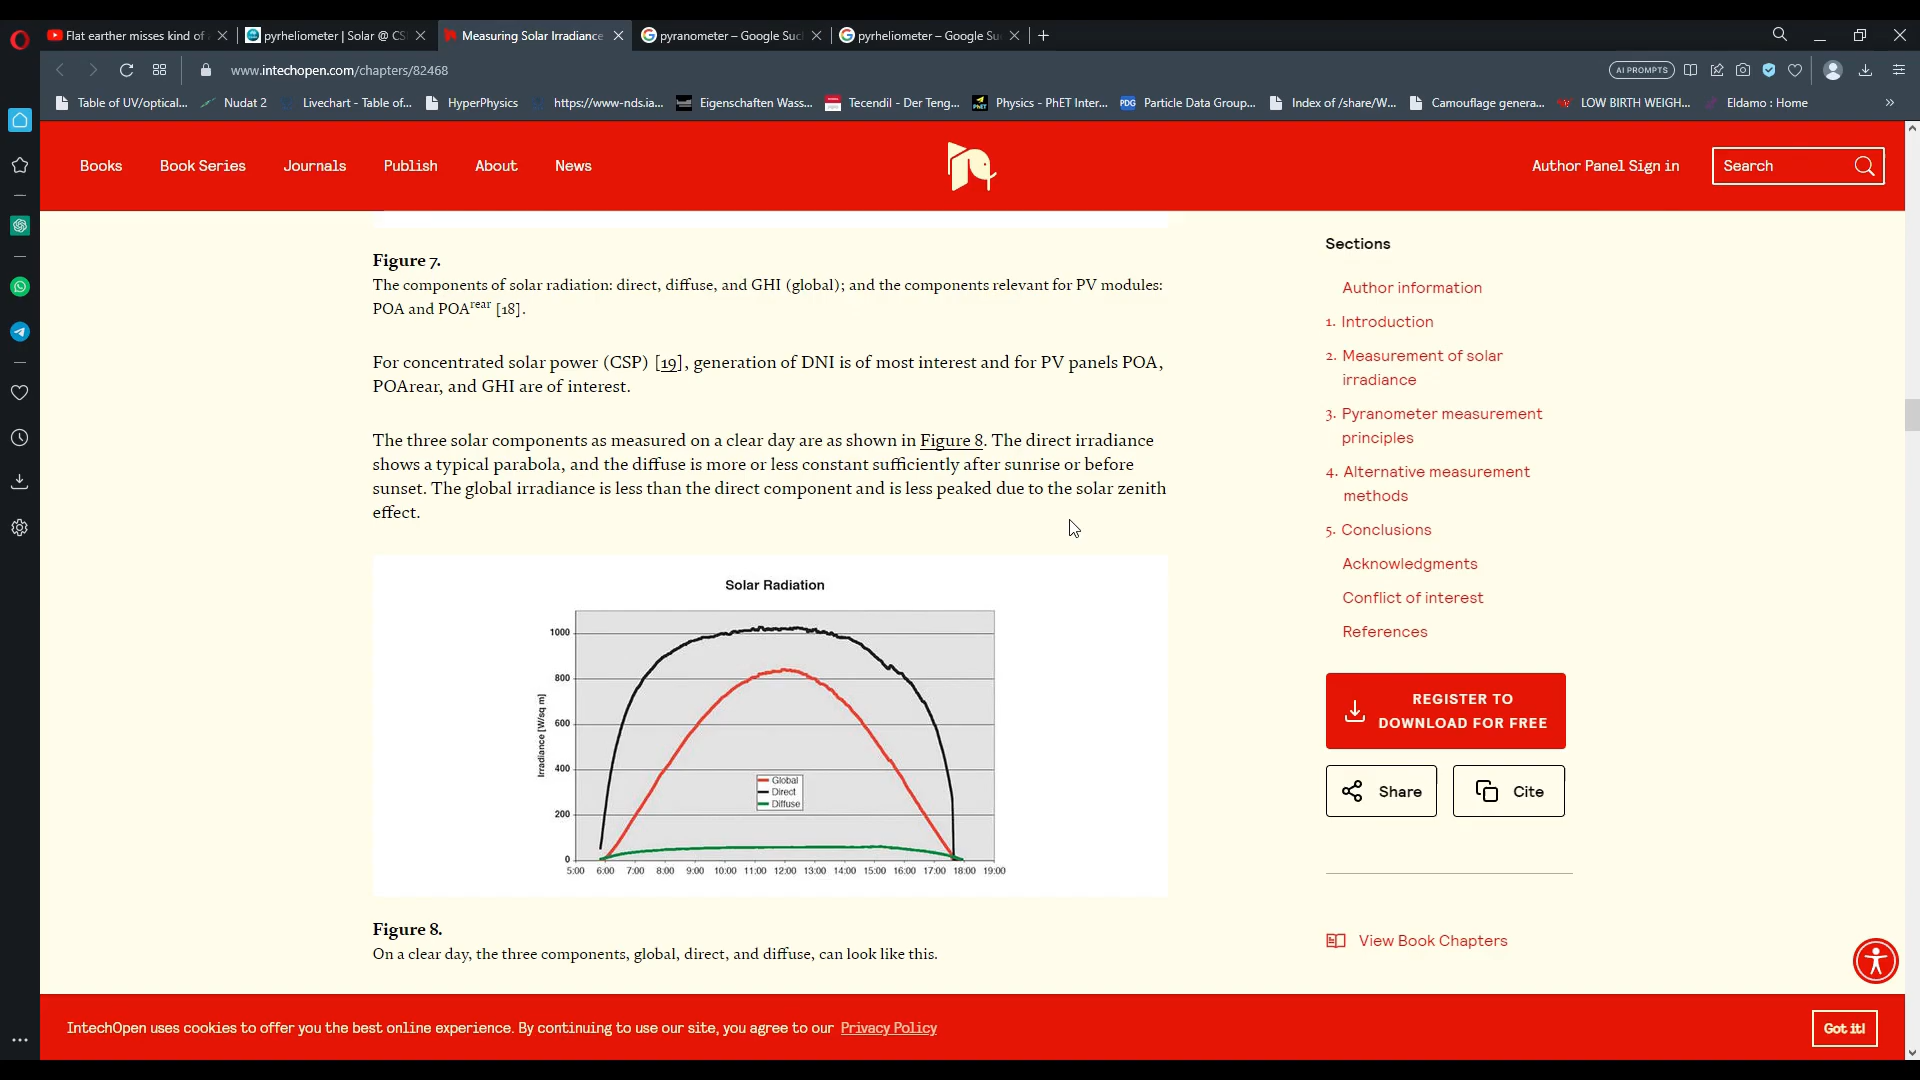 Flat earther misses kind of
pyrheliometer | Solar @ CS
Measuring Solar Irradiance
pyranometer – Google Suc
pyrheliometer – Google Su
www.intechopen.com/chapters/82468
AI PROMPTS
Table of UV/optical...
Nudat 2
Livechart - Table of...
HyperPhysics
https://www-nds.ia...
Eigenschaften Wass...
Tecendil - Der Teng...
Physics - PhET Inter...
PDG Particle Data Group...
Index of /share/W...
Camouflage genera...
LOW BIRTH WEIGH...
Eldamo : Home
»
Books
Book Series
Journals
Publish
About
News
Author Panel Sign in
Search
Figure 7.
The components of solar radiation: direct, diffuse, and GHI (global); and the components relevant for PV modules:
POA and POArear [18].
For concentrated solar power (CSP) [19], generation of DNI is of most interest and for PV panels POA,
POArear, and GHI are of interest.
The three solar components as measured on a clear day are as shown in Figure 8. The direct irradiance
shows a typical parabola, and the diffuse is more or less constant sufficiently after sunrise or before
sunset. The global irradiance is less than the direct component and is less peaked due to the solar zenith
effect.
Solar Radiation
Irradiance [W/sq m]
1000
800
600
400
200
0
Global
Direct
Diffuse
5:00 6:00 7:00 8:00 9:00 10:00 11:00 12:00 13:00 14:00 15:00 16:00 17:00 18:00 19:00
Figure 8.
On a clear day, the three components, global, direct, and diffuse, can look like this.
Sections
Author information
1. Introduction
2. Measurement of solar
irradiance
3. Pyranometer measurement
principles
4. Alternative measurement
methods
5. Conclusions
Acknowledgments
Conflict of interest
References
REGISTER TO
DOWNLOAD FOR FREE
Share
Cite
View Book Chapters
IntechOpen uses cookies to offer you the best online experience. By continuing to use our site, you agree to our Privacy Policy
Got it!